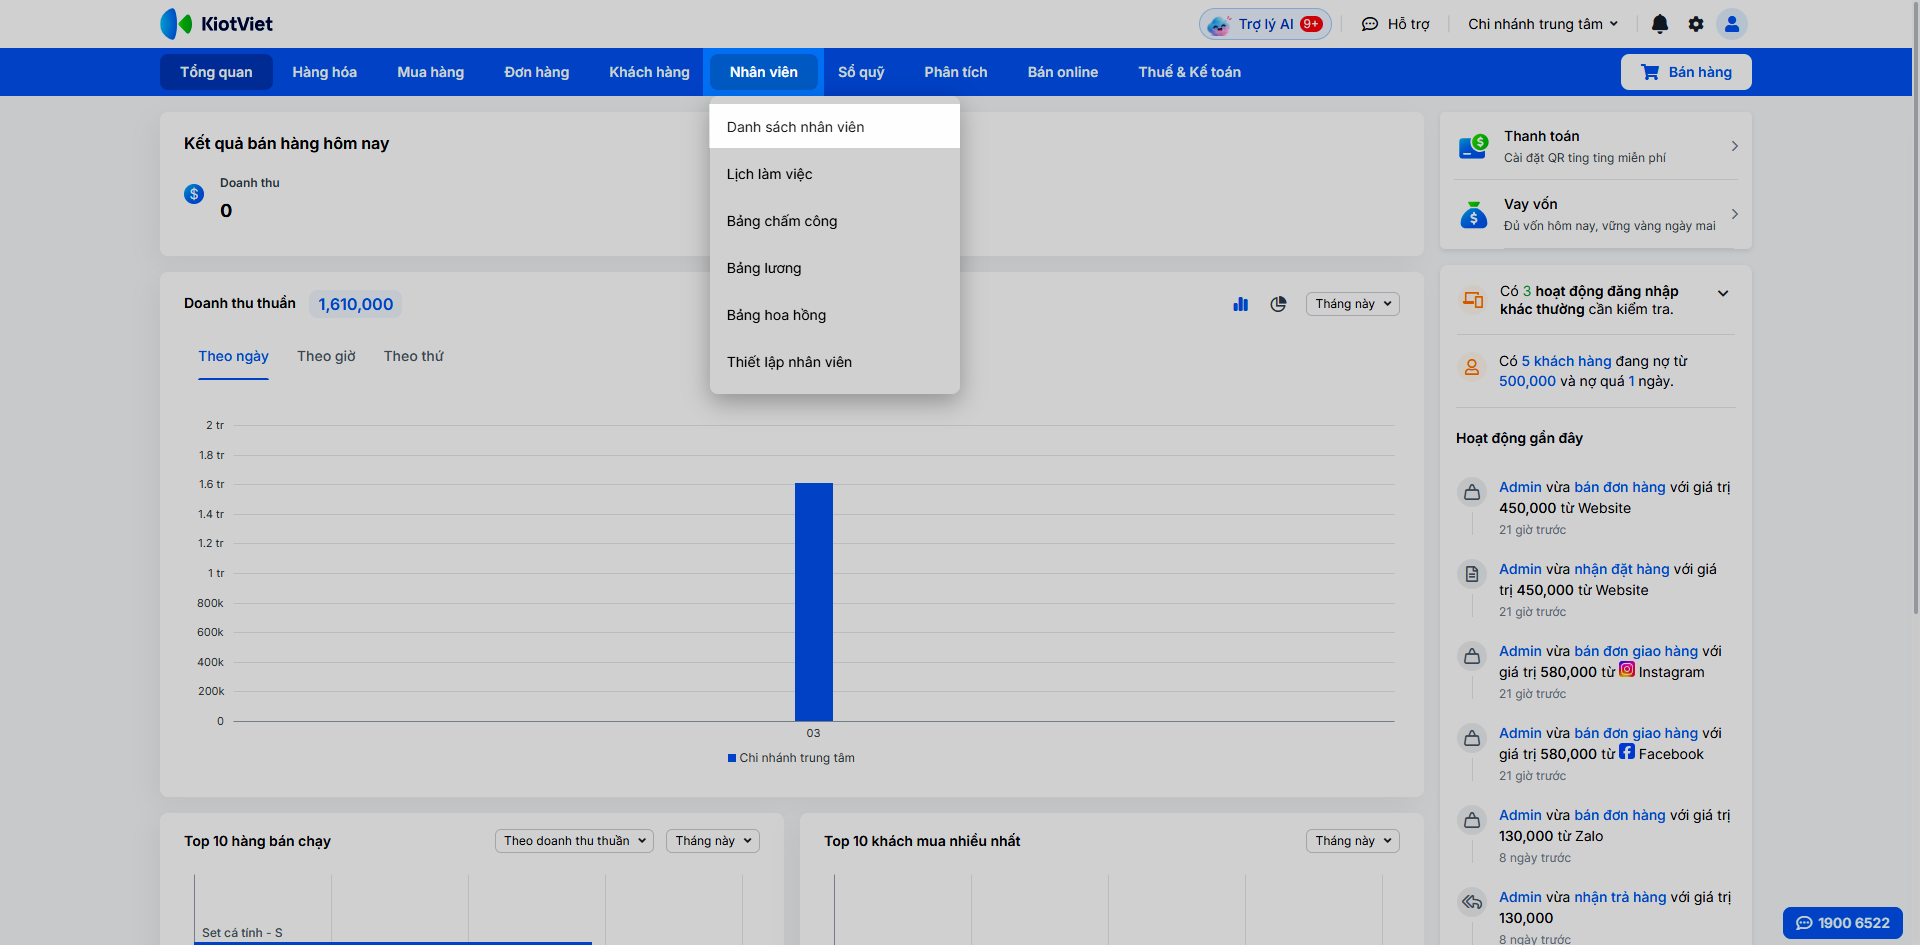 KiotViet
Trợ lý AI 9+
Hỗ trợ
Chi nhánh trung tâm
Tổng quan
Hàng hóa
Mua hàng
Đơn hàng
Khách hàng
Nhân viên
Sổ quỹ
Phân tích
Bán online
Thuế & Kế toán
Bán hàng
Danh sách nhân viên
Lịch làm việc
Bảng chấm công
Bảng lương
Bảng hoa hồng
Thiết lập nhân viên
Kết quả bán hàng hôm nay
Doanh thu
0
Doanh thu thuần 1,610,000
Tháng này
Theo ngày
Theo giờ
Theo thứ
2 tr
1.8 tr
1.6 tr
1.4 tr
1.2 tr
1 tr
800k
600k
400k
200k
0
03
Chi nhánh trung tâm
Top 10 hàng bán chạy
Theo doanh thu thuần
Tháng này
Set cá tính - S
Top 10 khách mua nhiều nhất
Tháng này
Thanh toán
Cài đặt QR ting ting miễn phí
Vay vốn
Đủ vốn hôm nay, vững vàng ngày mai
Có 3 hoạt động đăng nhập
khác thường cần kiểm tra.
Có 5 khách hàng đang nợ từ
500,000 và nợ quá 1 ngày.
Hoạt động gần đây
Admin vừa bán đơn hàng với giá trị
450,000 từ Website
21 giờ trước
Admin vừa nhận đặt hàng với giá
trị 450,000 từ Website
21 giờ trước
Admin vừa bán đơn giao hàng với
giá trị 580,000 từ Instagram
21 giờ trước
Admin vừa bán đơn giao hàng với
giá trị 580,000 từ Facebook
21 giờ trước
Admin vừa bán đơn hàng với giá trị
130,000 từ Zalo
8 ngày trước
Admin vừa nhận trả hàng với giá trị
130,000
8 ngày trước
1900 6522